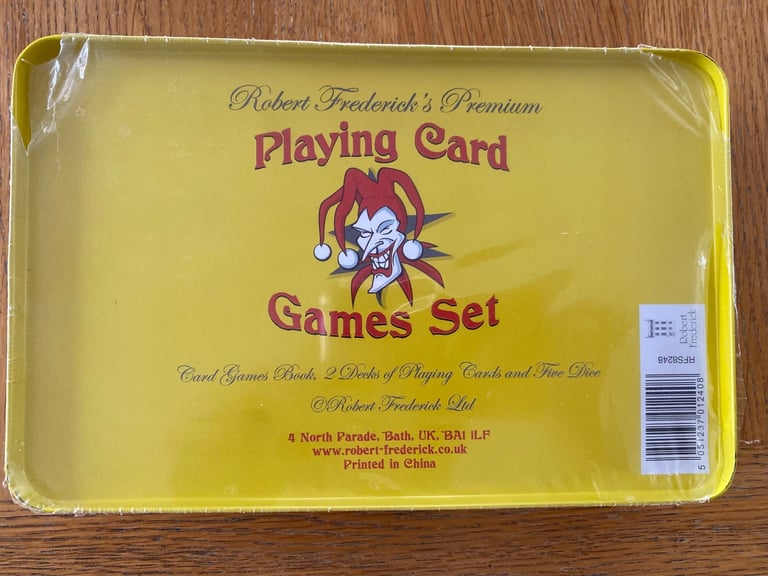 Robert Frederick's Premium
Playing Card
Games Set
Card Games Book, 2 Decks of Playing Cards and Five Dice
©Robert Frederick Ltd
4 North Parade, Bath, UK, BA1 1LF
www.robert-frederick.co.uk
Printed in China
Robert
Frederick
RFS8248
5 051237 012408